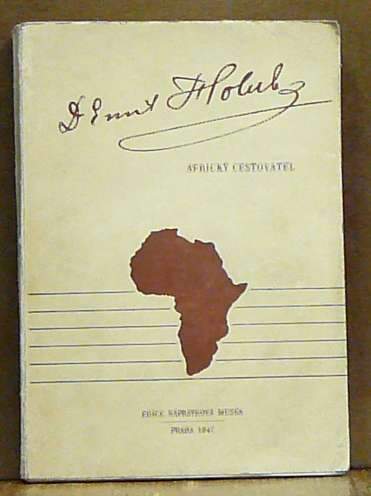 Dr Emil Holub
AFRICKÝ CESTOVATEL
EDICE NÁPRSTKOVA MUSEA
PRAHA 1947